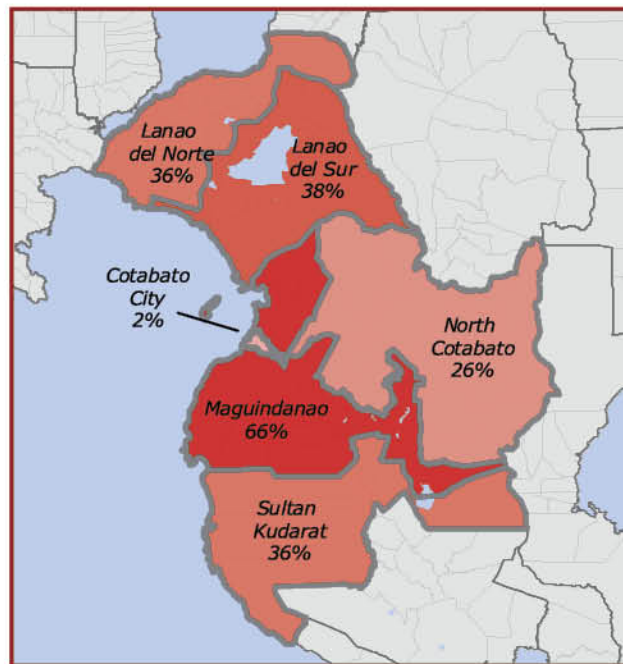 Lanao
del Norte
36%
Lanao
del Sur
38%
Cotabato
City
2%
North
Cotabato
26%
Maguindanao
66%
Sultan
Kudarat
36%